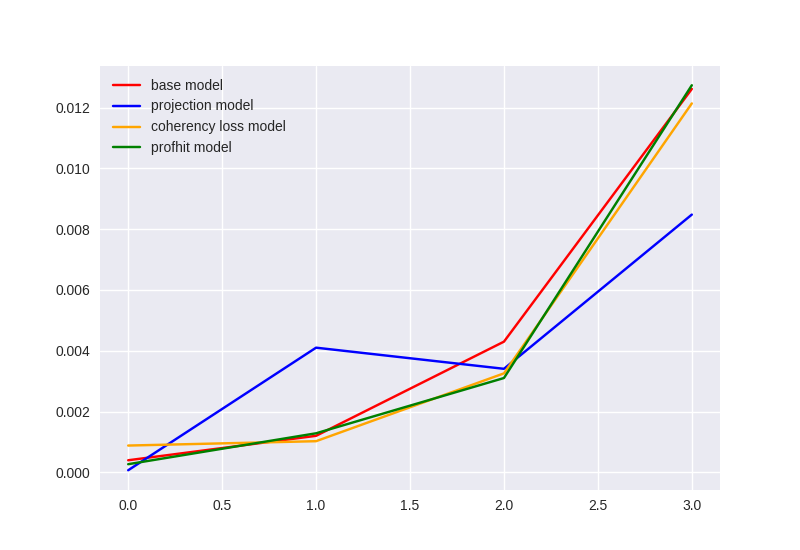 base model
projection model
coherency loss model
profhit model
0.012
0.010
0.008
0.006
0.004
0.002
0.000
0.0 0.5 1.0 1.5 2.0 2.5 3.0